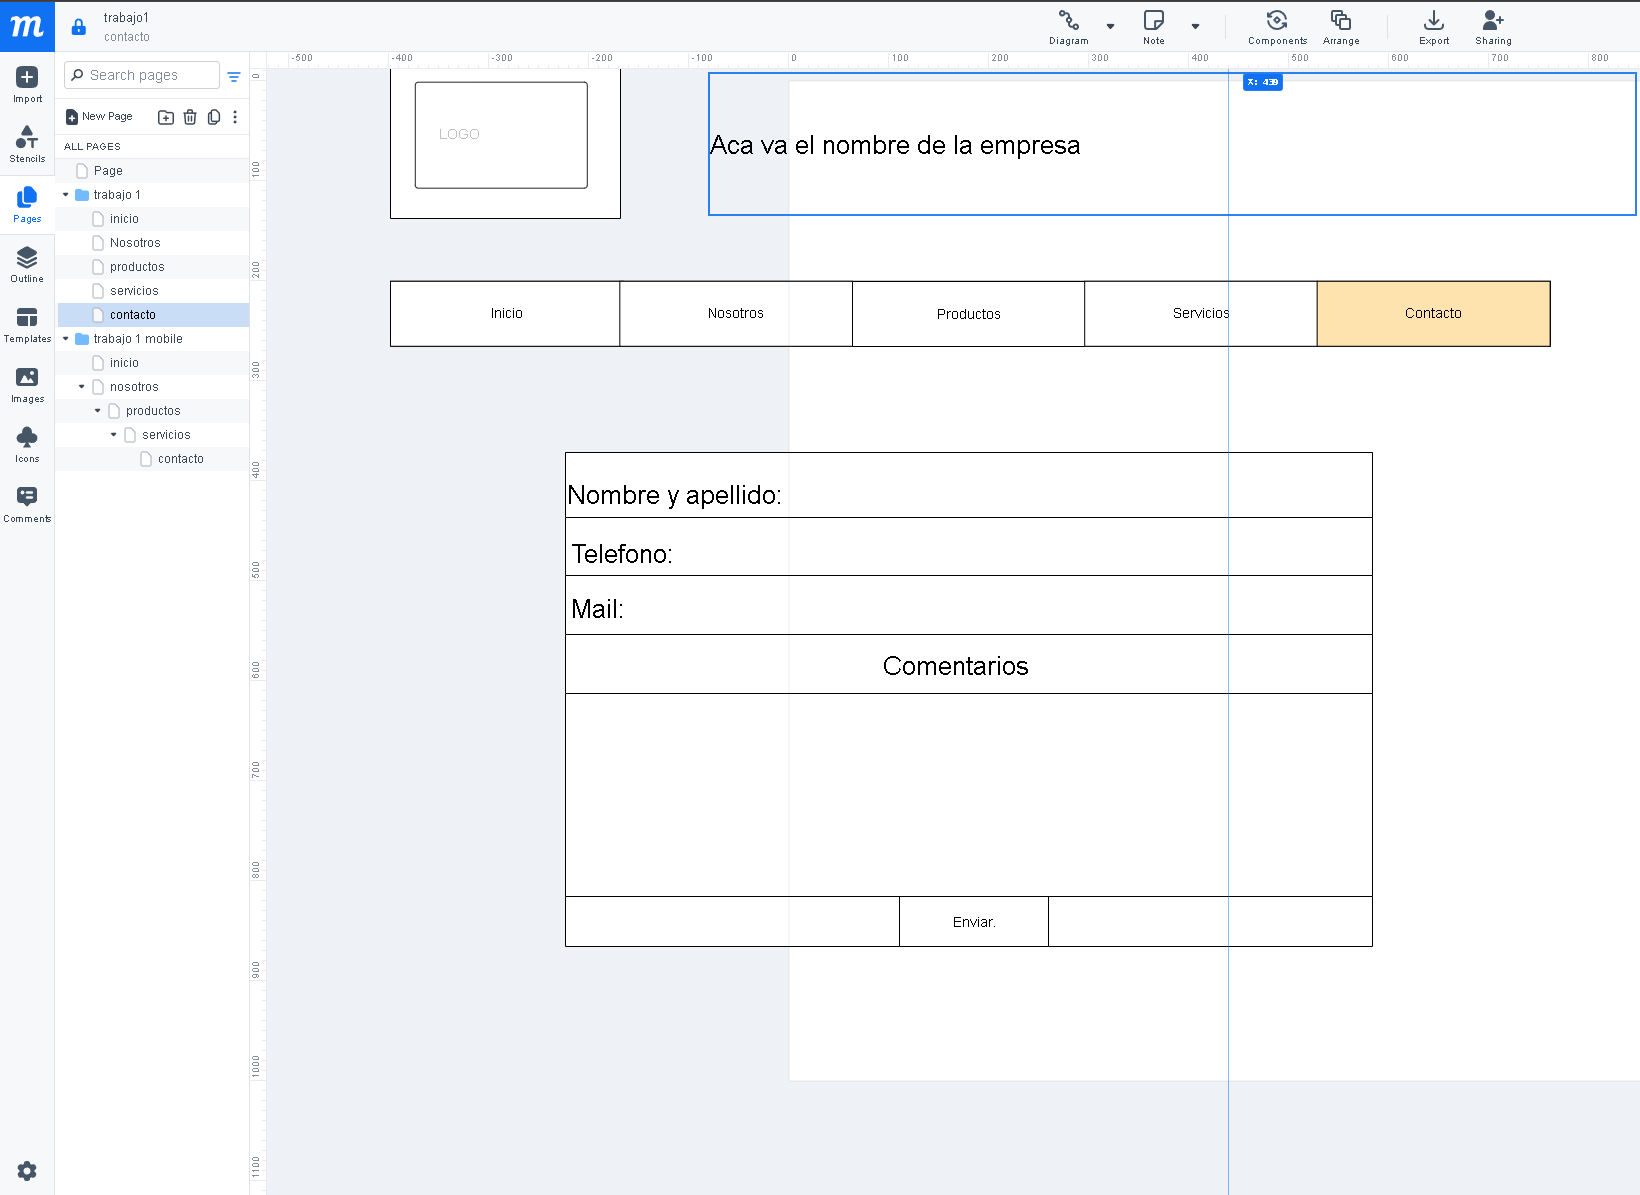 m
trabajo1
contacto
Diagram
Note
Components
Arrange
Export
Sharing
Import
Stencils
Pages
Outline
Templates
Images
Icons
Comments
Search pages
New Page
ALL PAGES
Page
trabajo 1
inicio
Nosotros
productos
servicios
contacto
trabajo 1 mobile
inicio
nosotros
productos
servicios
contacto
-500 -400 -300 -200 -100 0 100 200 300 400 500 600 700 800
0
100
200
300
400
500
600
700
800
900
1000
1100
X: 439
LOGO
Aca va el nombre de la empresa
Inicio Nosotros Productos Servicios Contacto
Nombre y apellido:
Telefono:
Mail:
Comentarios
Enviar.